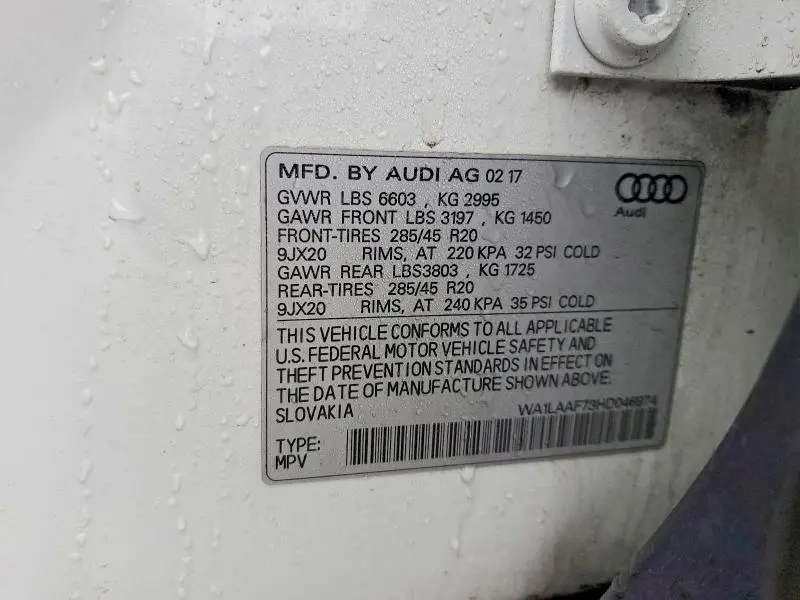 MFD. BY AUDI AG 02 17
GVWR LBS 6603 , KG 2995
GAWR FRONT LBS 3197 , KG 1450
FRONT-TIRES 285/45 R20
9JX20 RIMS, AT 220 KPA 32 PSI COLD
GAWR REAR LBS3803 , KG 1725
REAR-TIRES 285/45 R20
9JX20 RIMS, AT 240 KPA 35 PSI COLD
Audi
THIS VEHICLE CONFORMS TO ALL APPLICABLE
U.S. FEDERAL MOTOR VEHICLE SAFETY AND
THEFT PREVENTION STANDARDS IN EFFECT ON
THE DATE OF MANUFACTURE SHOWN ABOVE.
SLOVAKIA
WA1LAAF73HD046974
TYPE:
MPV